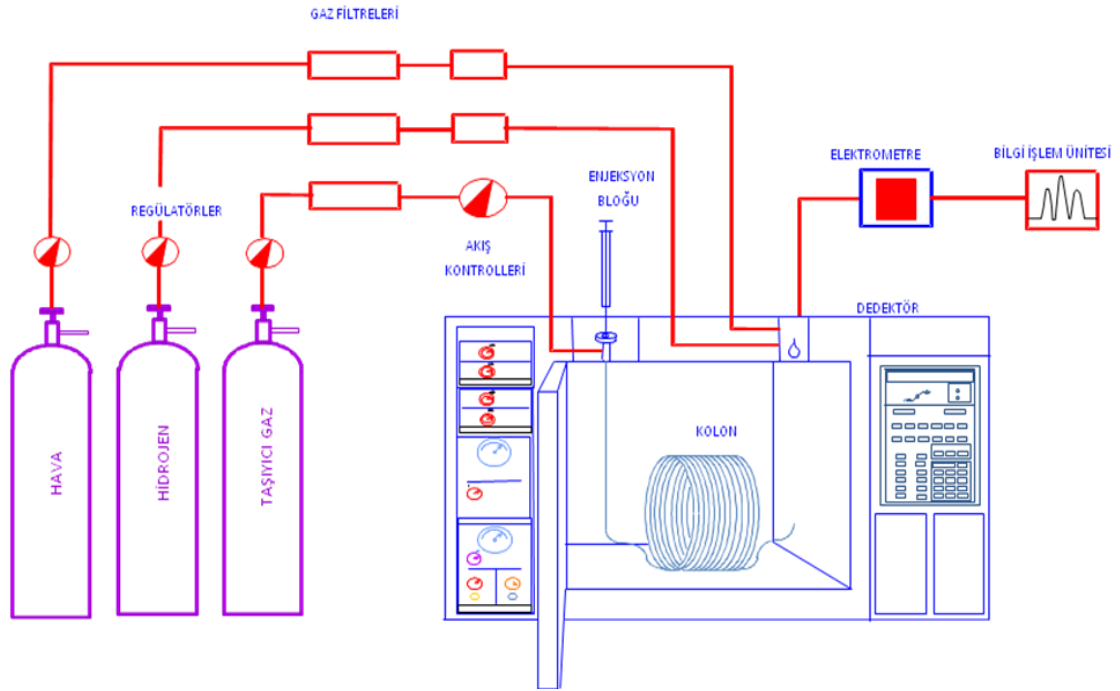 GAZ FİLTRELERİ
REGÜLATÖRLER
AKIŞ
KONTROLLERİ
ENJEKSYON
BLOĞU
ELEKTROMETRE
BİLGİ İŞLEM ÜNİTESİ
DEDEKTÖR
KOLON
HAVA
HİDROJEN
TAŞIYICI GAZ